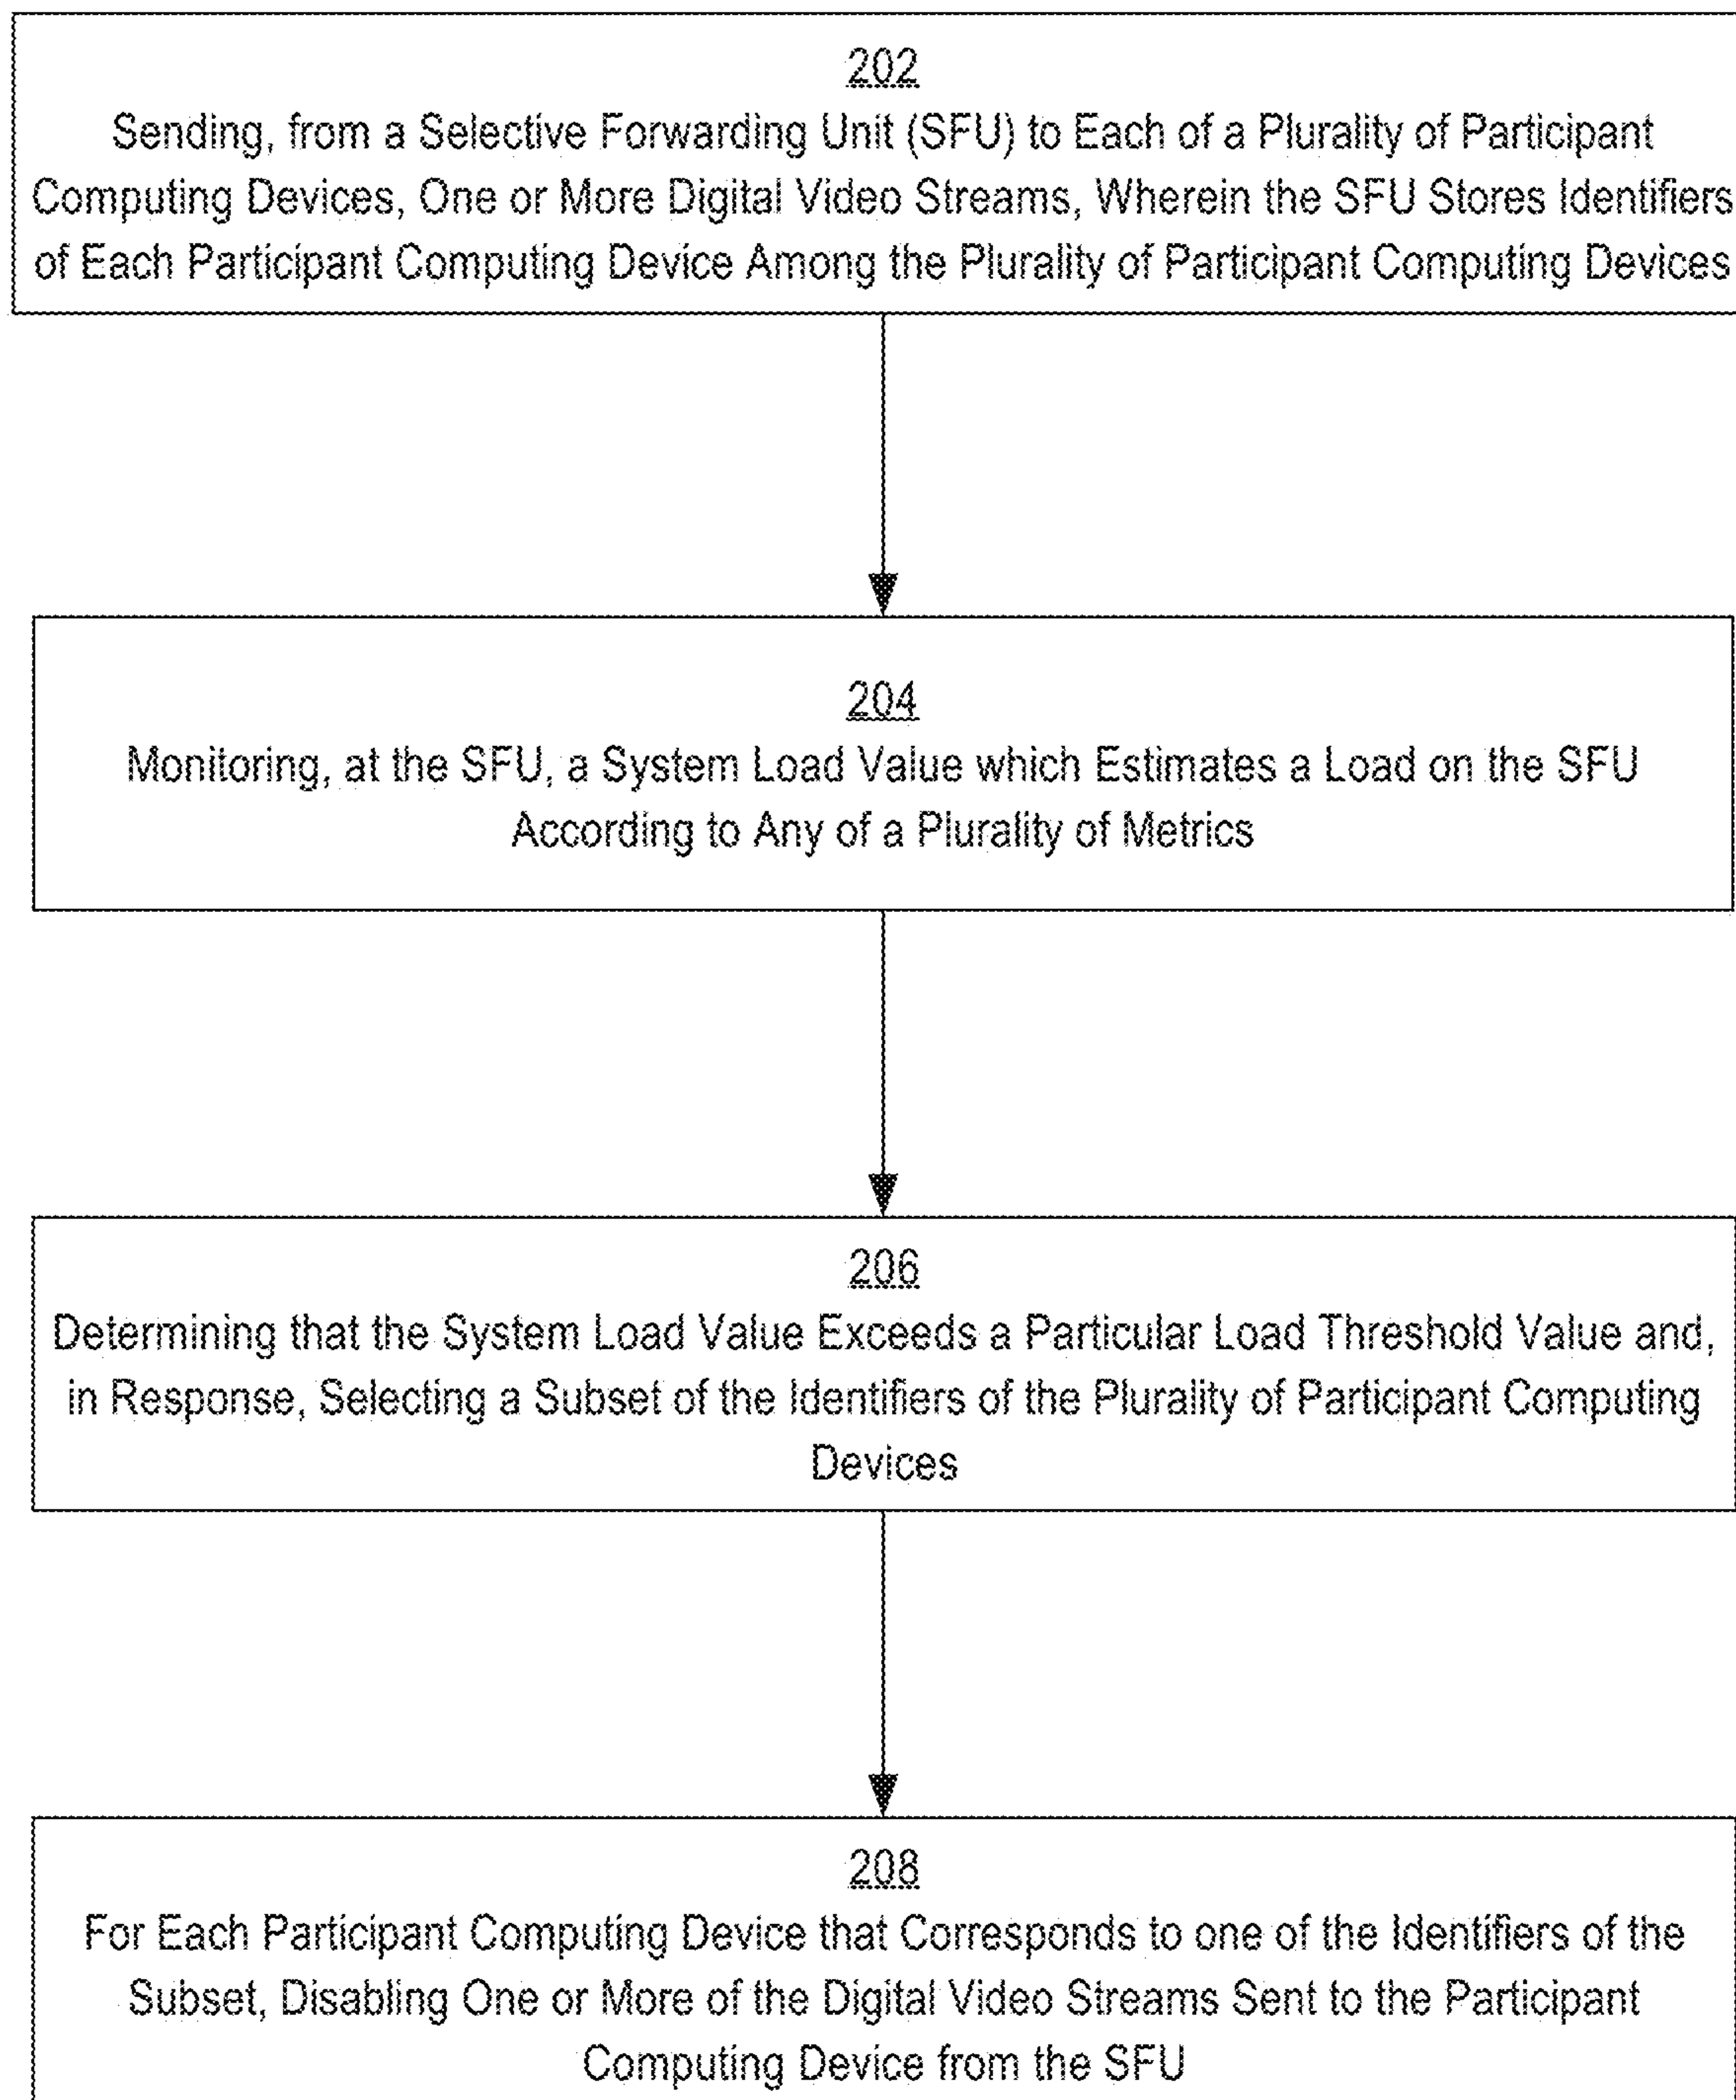 202
Sending, from a Selective Forwarding Unit (SFU) to Each of a Plurality of Participant
Computing Devices, One or More Digital Video Streams, Wherein the SFU Stores Identifiers
of Each Participant Computing Device Among the Plurality of Participant Computing Devices
204
Monitoring, at the SFU, a System Load Value which Estimates a Load on the SFU
According to Any of a Plurality of Metrics
206
Determining that the System Load Value Exceeds a Particular Load Threshold Value and,
in Response, Selecting a Subset of the Identifiers of the Plurality of Participant Computing
Devices
208
For Each Participant Computing Device that Corresponds to one of the Identifiers of the
Subset, Disabling One or More of the Digital Video Streams Sent to the Participant
Computing Device from the SFU